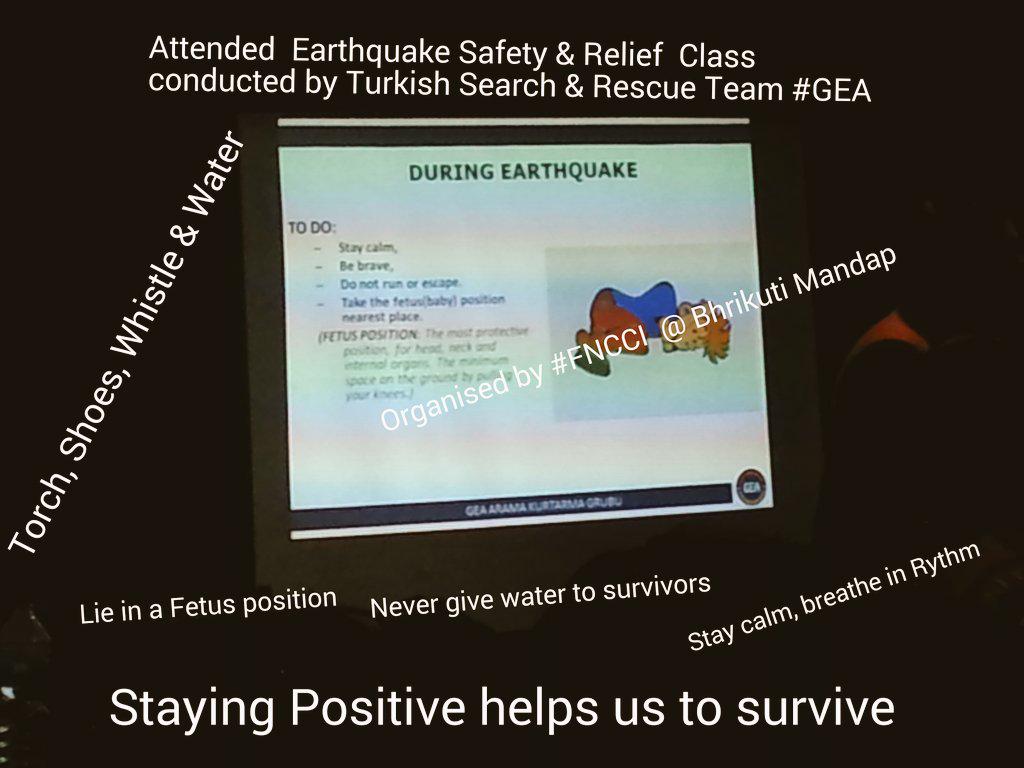 Attended Earthquake Safety & Relief Class
conducted by Turkish Search & Rescue Team #GEA
Torch, Shoes, Whistle & Water
DURING EARTHQUAKE
TO DO:
– Stay calm,
– Be brave,
– Do not run or escape.
– Take the fetus(baby) position
nearest place.
(FETUS POSITION: The most protective
position, for head, neck and
internal organs. The minimum
space on the ground by
your knees.)
Organised by #FNCCI @ Bhrikuti Mandap
GEA ARAMA KURTARMA GRUBU
GEA
Lie in a Fetus position
Never give water to survivors
Stay calm, breathe in Rythm
Staying Positive helps us to survive